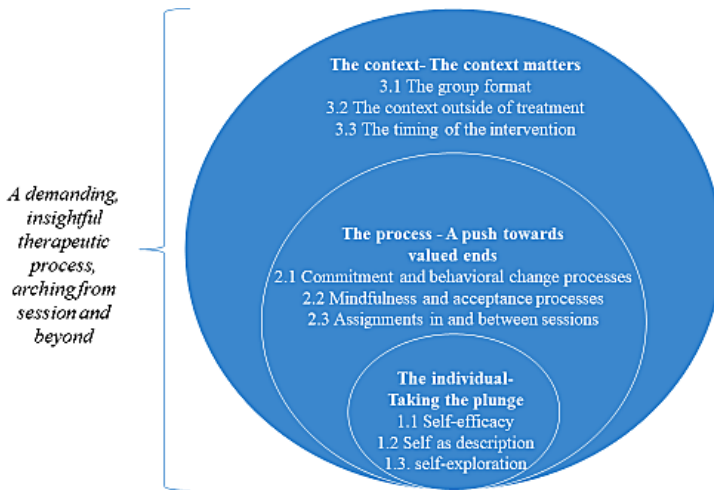 A demanding,
insightful
therapeutic
process,
arching from
session and
beyond
The context- The context matters
3.1 The group format
3.2 The context outside of treatment
3.3 The timing of the intervention
The process - A push towards
valued ends
2.1 Commitment and behavioral change processes
2.2 Mindfulness and acceptance processes
2.3 Assignments in and between sessions
The individual-
Taking the plunge
1.1 Self-efficacy
1.2 Self as description
1.3. self-exploration